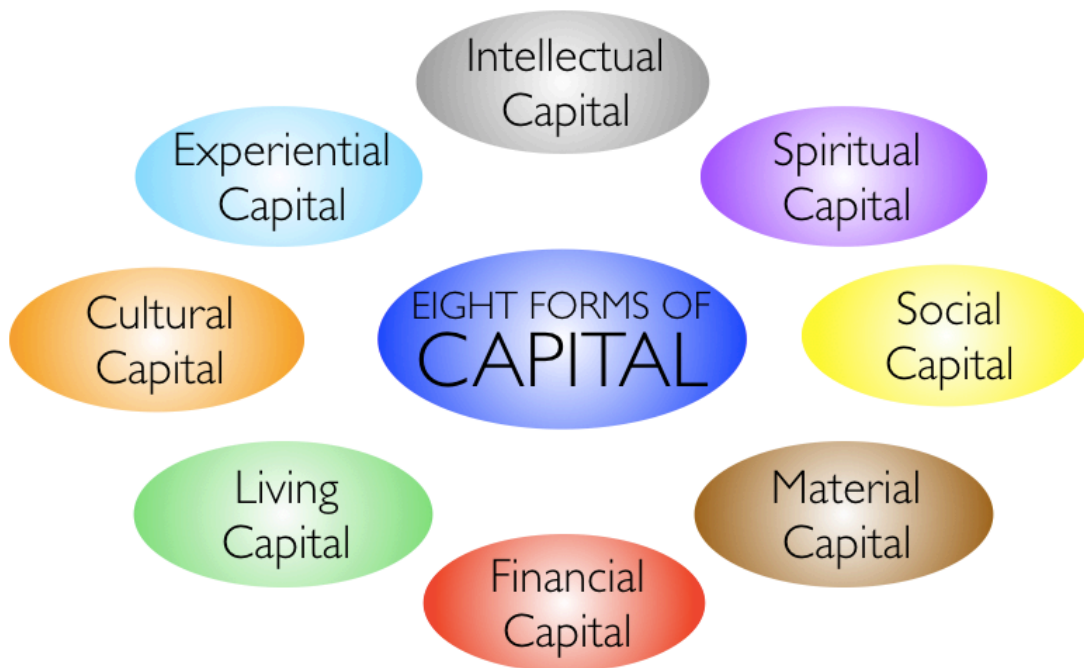 Intellectual
Capital
Experiential
Capital
Spiritual
Capital
Cultural
Capital
EIGHT FORMS OF
CAPITAL
Social
Capital
Living
Capital
Material
Capital
Financial
Capital